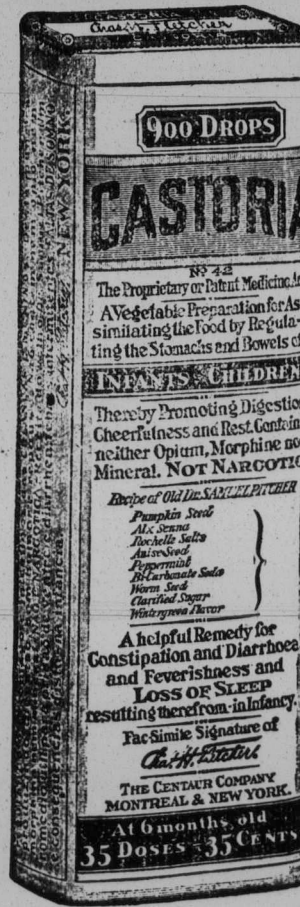 Chas. H. Fletcher
NEW YORK
900 DROPS
CASTORIA
Nº 42
The Proprietary or Patent Medicine Ac
A Vegetable Preparation for As
similating the Food by Regula-
ting the Stomachs and Bowels of
INFANTS CHILDREN
Thereby Promoting Digestion
Cheerfulness and Rest. Contain
neither Opium, Morphine no
Mineral. NOT NARCOTIC
Recipe of Old Dr. SAMUEL PITCHER
Pumpkin Seed
Alx Senna
Rochelle Salts
Anise Seed
Peppermint
Bi Carbonate Soda
Worm Seed
Clarified Sugar
Wintergreen Flavor
A helpful Remedy for
Constipation and Diarrhoea
and Feverishness and
LOSS OF SLEEP
resulting therefrom-in Infancy.
Fac-Simile Signature of
Chas. H. Fletcher
THE CENTAUR COMPANY
MONTREAL & NEW YORK.
At 6 months old
35 DOSES - 35 CENTS